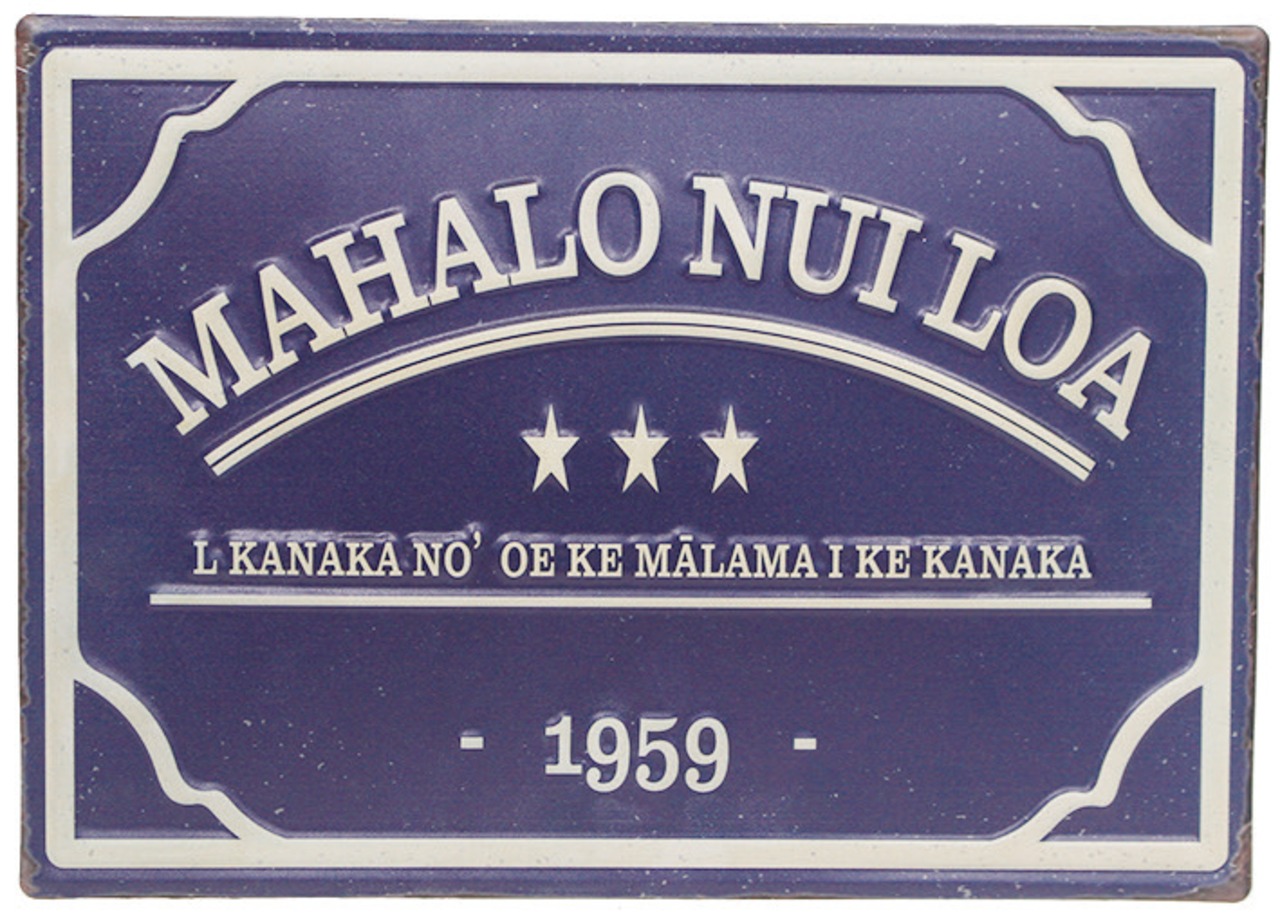 MAHALO NUI LOA
L KANAKA NO’ OE KE MĀLAMA I KE KANAKA
- 1959 -